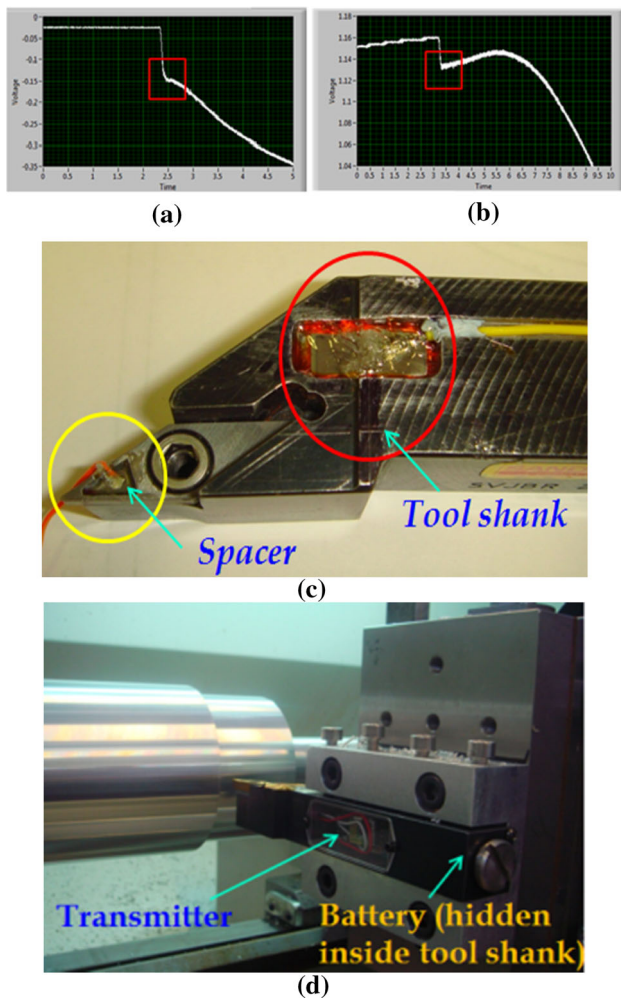 0
-0.05
-0.1
-0.15
-0.2
-0.25
-0.3
-0.35
Voltage
0 0.5 1 1.5 2 2.5 3 3.5 4 4.5 5
Time
(a)
1.18
1.16
1.14
1.12
1.1
1.08
1.06
1.04
Voltage
0 0.5 1 1.5 2 2.5 3 3.5 4 4.5 5 5.5 6 6.5 7 7.5 8 8.5 9 9.5 10
Time
(b)
SVJBR
Tool shank
Spacer
(c)
Transmitter
Battery (hidden
inside tool shank)
(d)